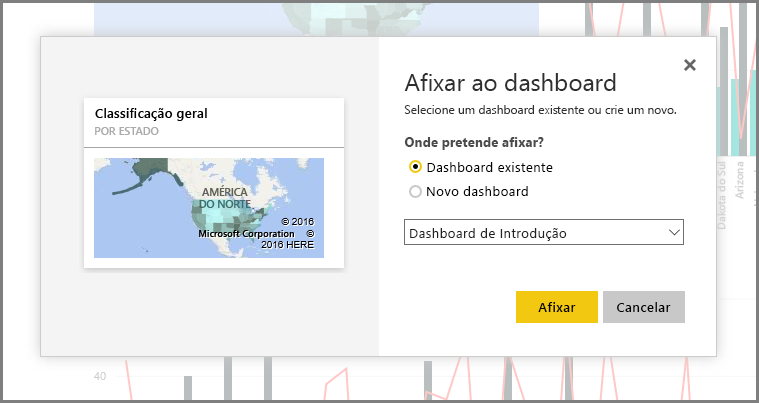 Classificação geral
POR ESTADO
AMÉRICA
DO NORTE
© 2016
Microsoft Corporation ©
2016 HERE
Afixar ao dashboard
Selecione um dashboard existente ou crie um novo.
Onde pretende afixar?
Dashboard existente
Novo dashboard
Dashboard de Introdução
Afixar
Cancelar
Dakota do Sul
Arizona
40